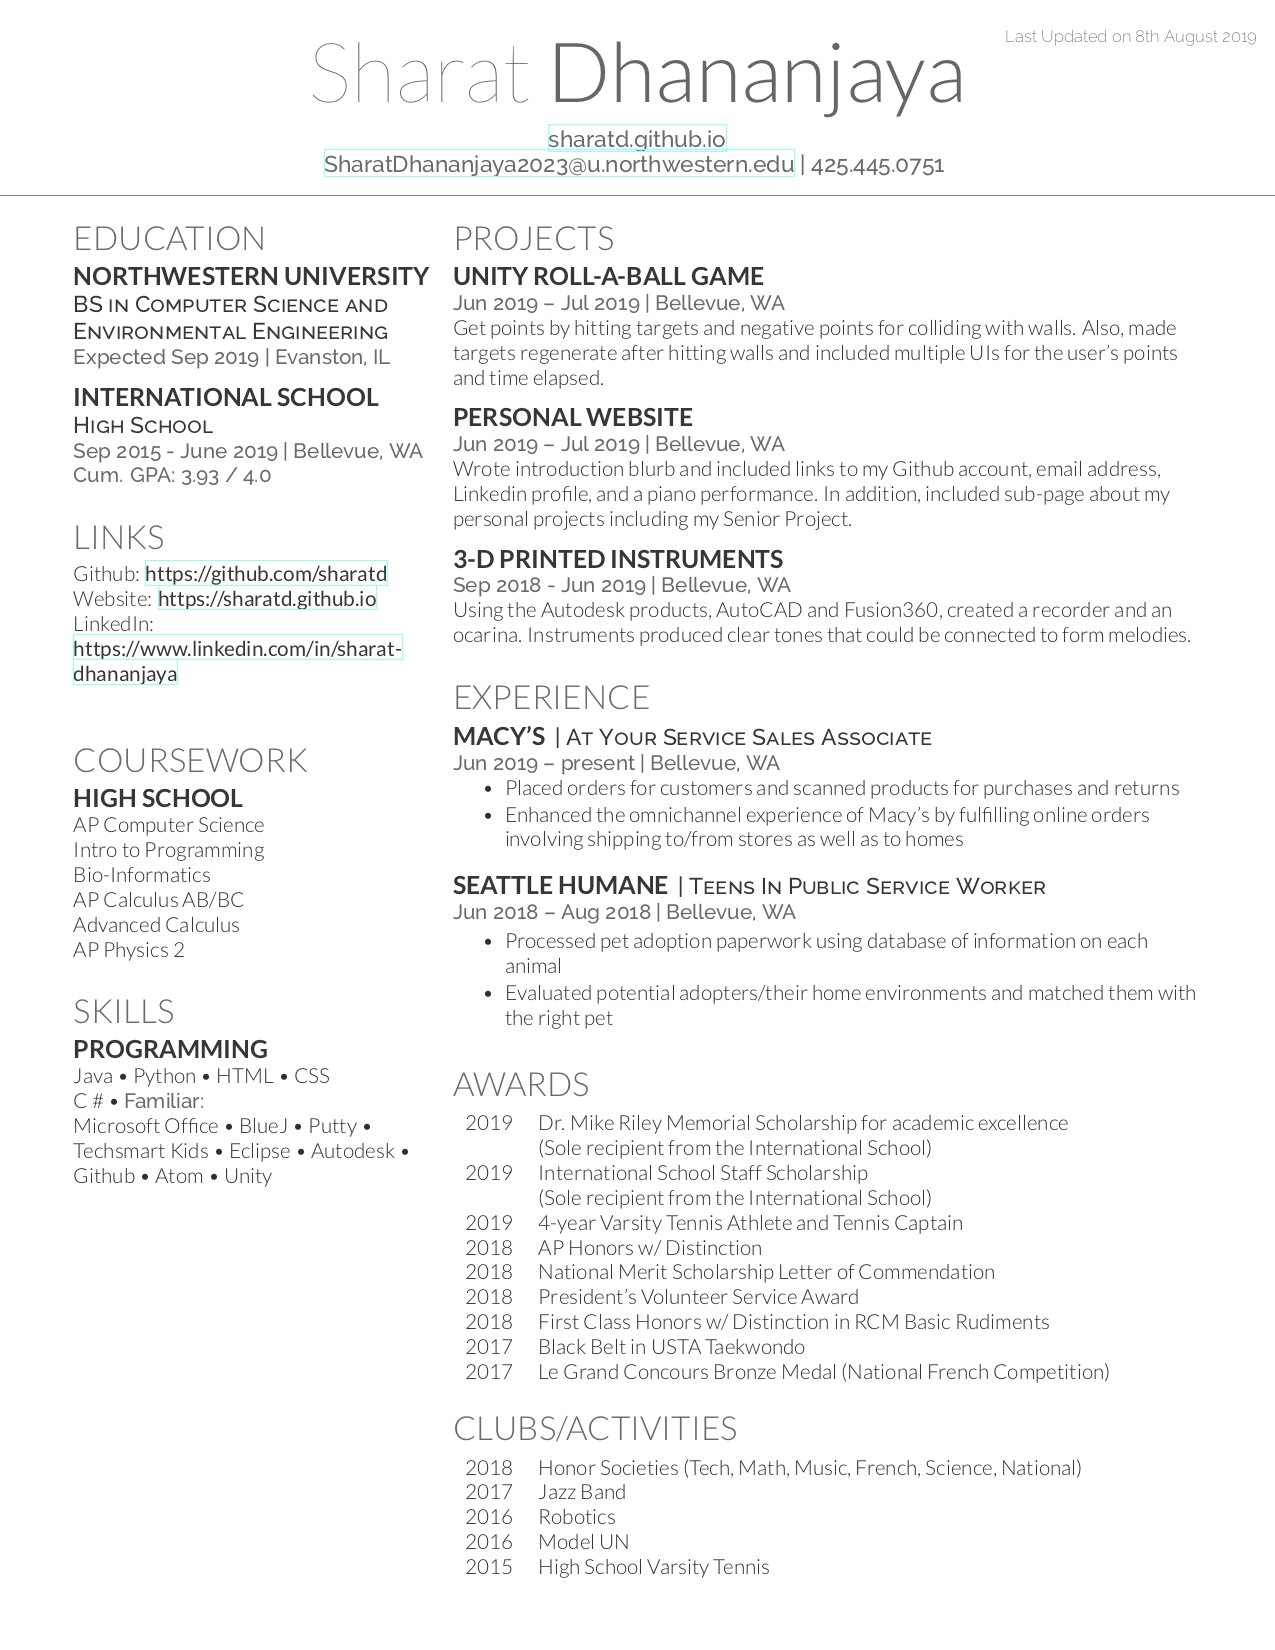 Last Updated on 8th August 2019
Sharat Dhananjaya
sharatd.github.io
SharatDhananjaya2023@u.northwestern.edu | 425.445.0751
EDUCATION
NORTHWESTERN UNIVERSITY
BS in Computer Science and
Environmental Engineering
Expected Sep 2019 | Evanston, IL
INTERNATIONAL SCHOOL
High School
Sep 2015 - June 2019 | Bellevue, WA
Cum. GPA: 3.93 / 4.0
LINKS
Github: https://github.com/sharatd
Website: https://sharatd.github.io
LinkedIn:
https://www.linkedin.com/in/sharat-
dhananjaya
COURSEWORK
HIGH SCHOOL
AP Computer Science
Intro to Programming
Bio-Informatics
AP Calculus AB/BC
Advanced Calculus
AP Physics 2
SKILLS
PROGRAMMING
Java • Python • HTML • CSS
C # • Familiar:
Microsoft Office • BlueJ • Putty •
Techsmart Kids • Eclipse • Autodesk •
Github • Atom • Unity
PROJECTS
UNITY ROLL-A-BALL GAME
Jun 2019 – Jul 2019 | Bellevue, WA
Get points by hitting targets and negative points for colliding with walls. Also, made
targets regenerate after hitting walls and included multiple UIs for the user’s points
and time elapsed.
PERSONAL WEBSITE
Jun 2019 – Jul 2019 | Bellevue, WA
Wrote introduction blurb and included links to my Github account, email address,
Linkedin profile, and a piano performance. In addition, included sub-page about my
personal projects including my Senior Project.
3-D PRINTED INSTRUMENTS
Sep 2018 - Jun 2019 | Bellevue, WA
Using the Autodesk products, AutoCAD and Fusion360, created a recorder and an
ocarina. Instruments produced clear tones that could be connected to form melodies.
EXPERIENCE
MACY’S | At Your Service Sales Associate
Jun 2019 – present | Bellevue, WA
• Placed orders for customers and scanned products for purchases and returns
• Enhanced the omnichannel experience of Macy’s by fulfilling online orders
involving shipping to/from stores as well as to homes
SEATTLE HUMANE | Teens In Public Service Worker
Jun 2018 – Aug 2018 | Bellevue, WA
• Processed pet adoption paperwork using database of information on each
animal
• Evaluated potential adopters/their home environments and matched them with
the right pet
AWARDS
2019 Dr. Mike Riley Memorial Scholarship for academic excellence
(Sole recipient from the International School)
2019 International School Staff Scholarship
(Sole recipient from the International School)
2019 4-year Varsity Tennis Athlete and Tennis Captain
2018 AP Honors w/ Distinction
2018 National Merit Scholarship Letter of Commendation
2018 President’s Volunteer Service Award
2018 First Class Honors w/ Distinction in RCM Basic Rudiments
2017 Black Belt in USTA Taekwondo
2017 Le Grand Concours Bronze Medal (National French Competition)
CLUBS/ACTIVITIES
2018 Honor Societies (Tech, Math, Music, French, Science, National)
2017 Jazz Band
2016 Robotics
2016 Model UN
2015 High School Varsity Tennis